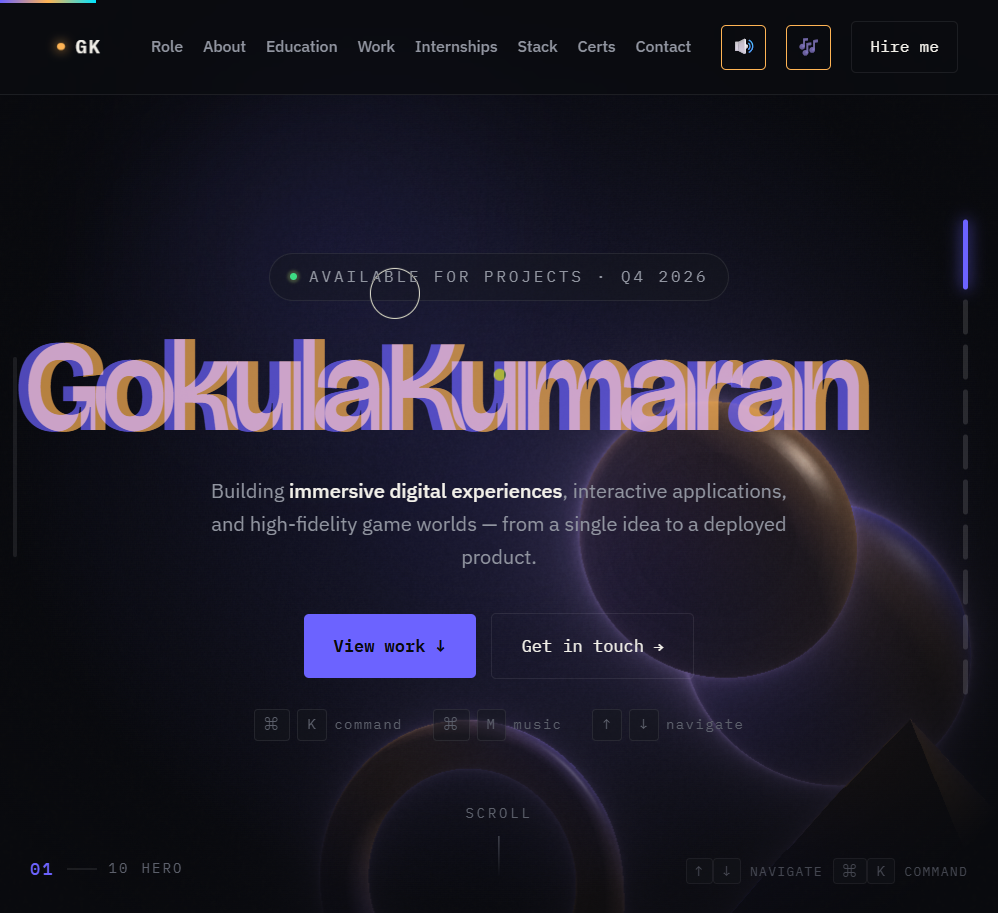 GK
Role About Education Work Internships Stack Certs Contact Hire me
AVAILABLE FOR PROJECTS · Q4 2026
GokulaKumaran
Building immersive digital experiences, interactive applications,
and high-fidelity game worlds — from a single idea to a deployed
product.
View work ↓ Get in touch →
⌘ K command ⌘ M music ↑ ↓ navigate
SCROLL
01 10 HERO
↑ ↓ NAVIGATE ⌘ K COMMAND